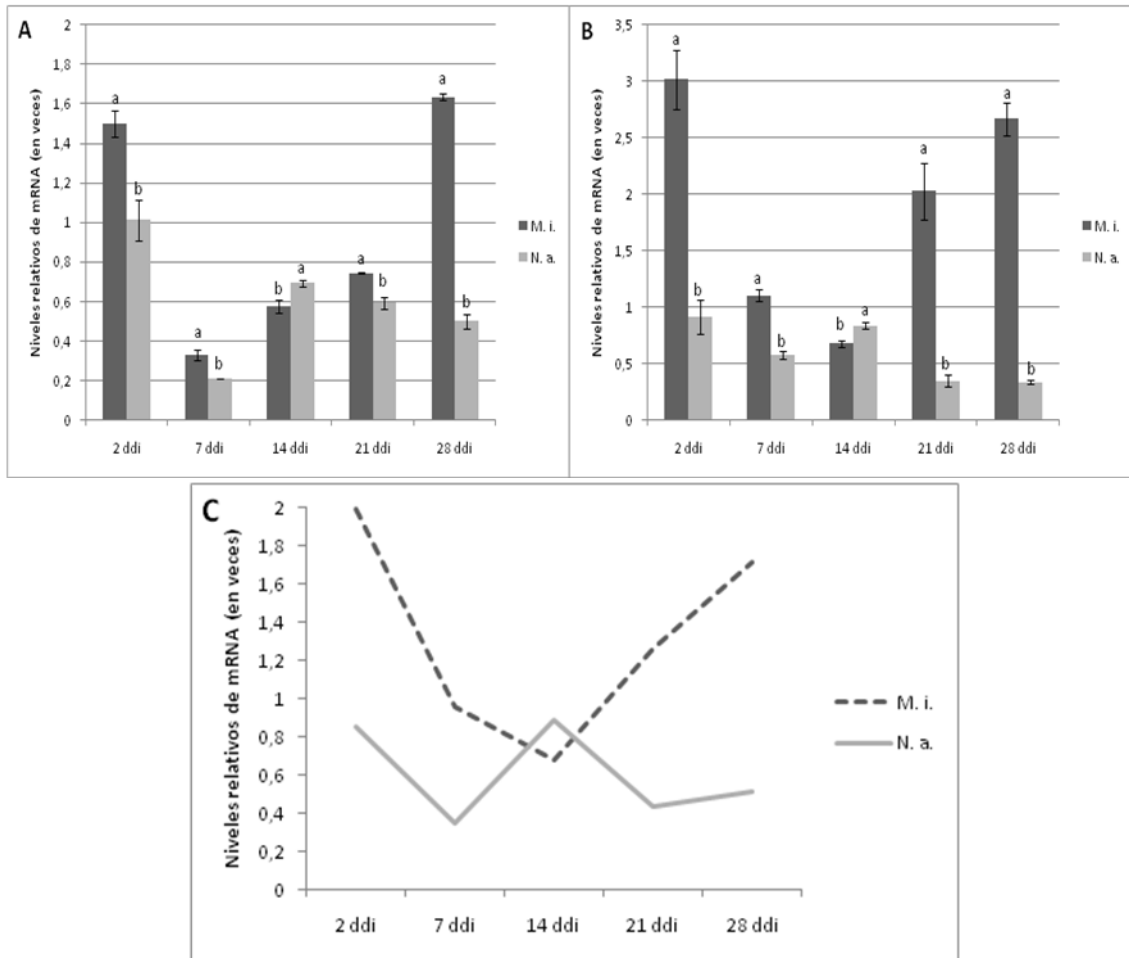 A
Niveles relativos de mRNA (en veces)
2
1,8
1,6
1,4
1,2
1
0,8
0,6
0,4
0,2
0
a
b
a
b
b
a
a
b
a
b
2 ddi
7 ddi
14 ddi
21 ddi
28 ddi
M. i.
N. a.
B
Niveles relativos de mRNA (en veces)
3,5
3
2,5
2
1,5
1
0,5
0
a
b
a
b
b
a
a
b
a
b
2 ddi
7 ddi
14 ddi
21 ddi
28 ddi
M. i.
N. a.
C
Niveles relativos de mRNA (en veces)
2
1,8
1,6
1,4
1,2
1
0,8
0,6
0,4
0,2
0
2 ddi
7 ddi
14 ddi
21 ddi
28 ddi
M. i.
N. a.